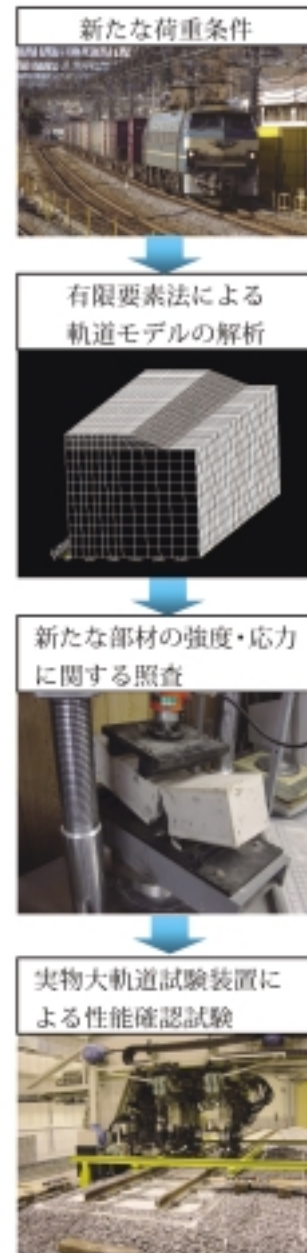 新たな荷重条件
有限要素法による
軌道モデルの解析
新たな部材の強度・応力
に関する照査
実物大軌道試験装置に
よる性能確認試験